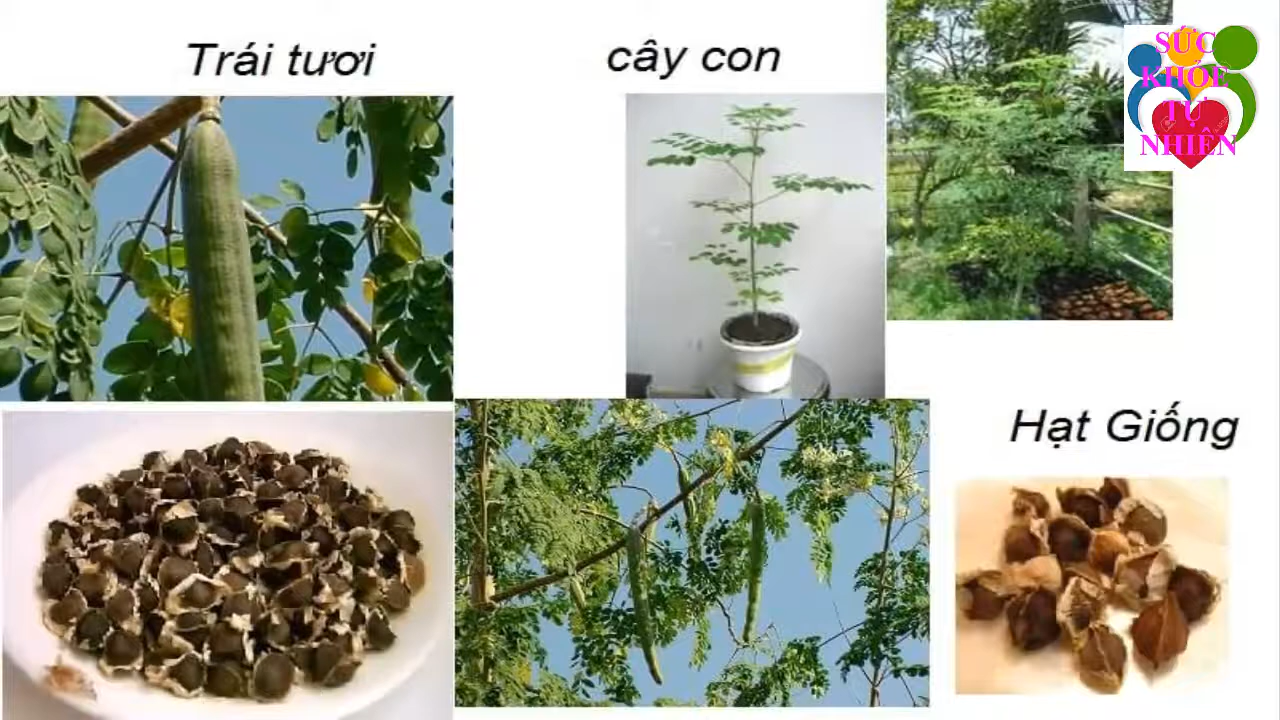 Trái tươi
cây con
SỨC
KHỎE
TỰ
NHIÊN
Hạt Giống